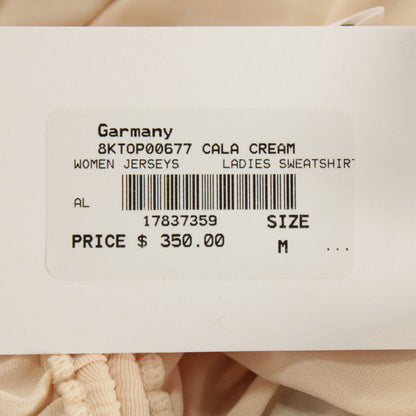 Garmany
8KTOP00677 CALA CREAM
WOMEN JERSEYS LADIES SWEATSHIRT
AL
17837359 SIZE
PRICE $ 350.00 M ...